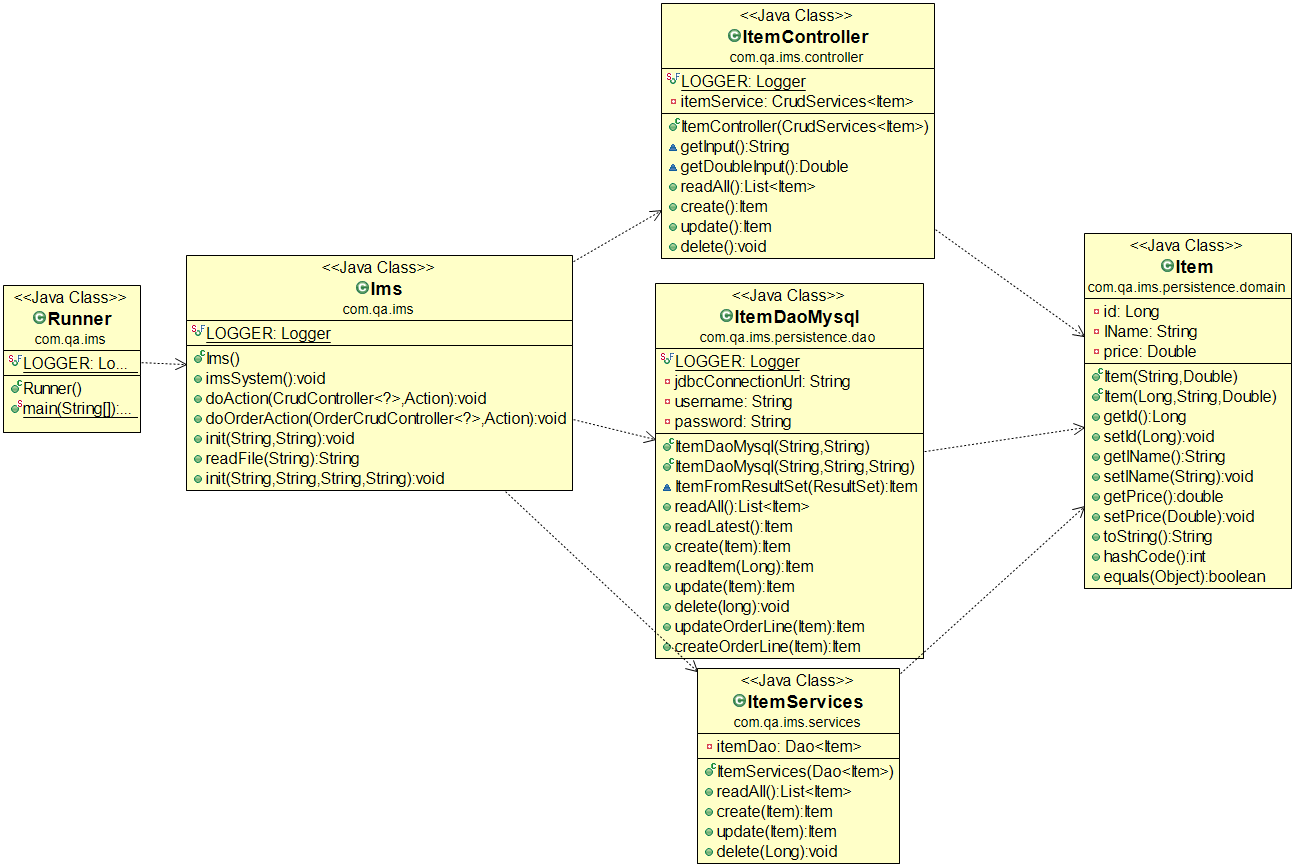 <<Java Class>>
Runner
com.qa.ims
LOGGER: Lo...
Runner()
main(String[]):...
<<Java Class>>
Ims
com.qa.ims
LOGGER: Logger
Ims()
imsSystem():void
doAction(CrudController<?>,Action):void
doOrderAction(OrderCrudController<?>,Action):void
init(String,String):void
readFile(String):String
init(String,String,String,String):void
<<Java Class>>
ItemController
com.qa.ims.controller
LOGGER: Logger
itemService: CrudServices<Item>
ItemController(CrudServices<Item>)
getInput():String
getDoubleInput():Double
readAll():List<Item>
create():Item
update():Item
delete():void
<<Java Class>>
ItemDaoMysql
com.qa.ims.persistence.dao
LOGGER: Logger
jdbcConnectionUrl: String
username: String
password: String
ItemDaoMysql(String,String)
ItemDaoMysql(String,String,String)
ItemFromResultSet(ResultSet):Item
readAll():List<Item>
readLatest():Item
create(Item):Item
readItem(Long):Item
update(Item):Item
delete(long):void
updateOrderLine(Item):Item
createOrderLine(Item):Item
<<Java Class>>
ItemServices
com.qa.ims.services
itemDao: Dao<Item>
ItemServices(Dao<Item>)
readAll():List<Item>
create(Item):Item
update(Item):Item
delete(Long):void
<<Java Class>>
Item
com.qa.ims.persistence.domain
id: Long
IName: String
price: Double
Item(String,Double)
Item(Long,String,Double)
getId():Long
setId(Long):void
getIName():String
setIName(String):void
getPrice():double
setPrice(Double):void
toString():String
hashCode():int
equals(Object):boolean